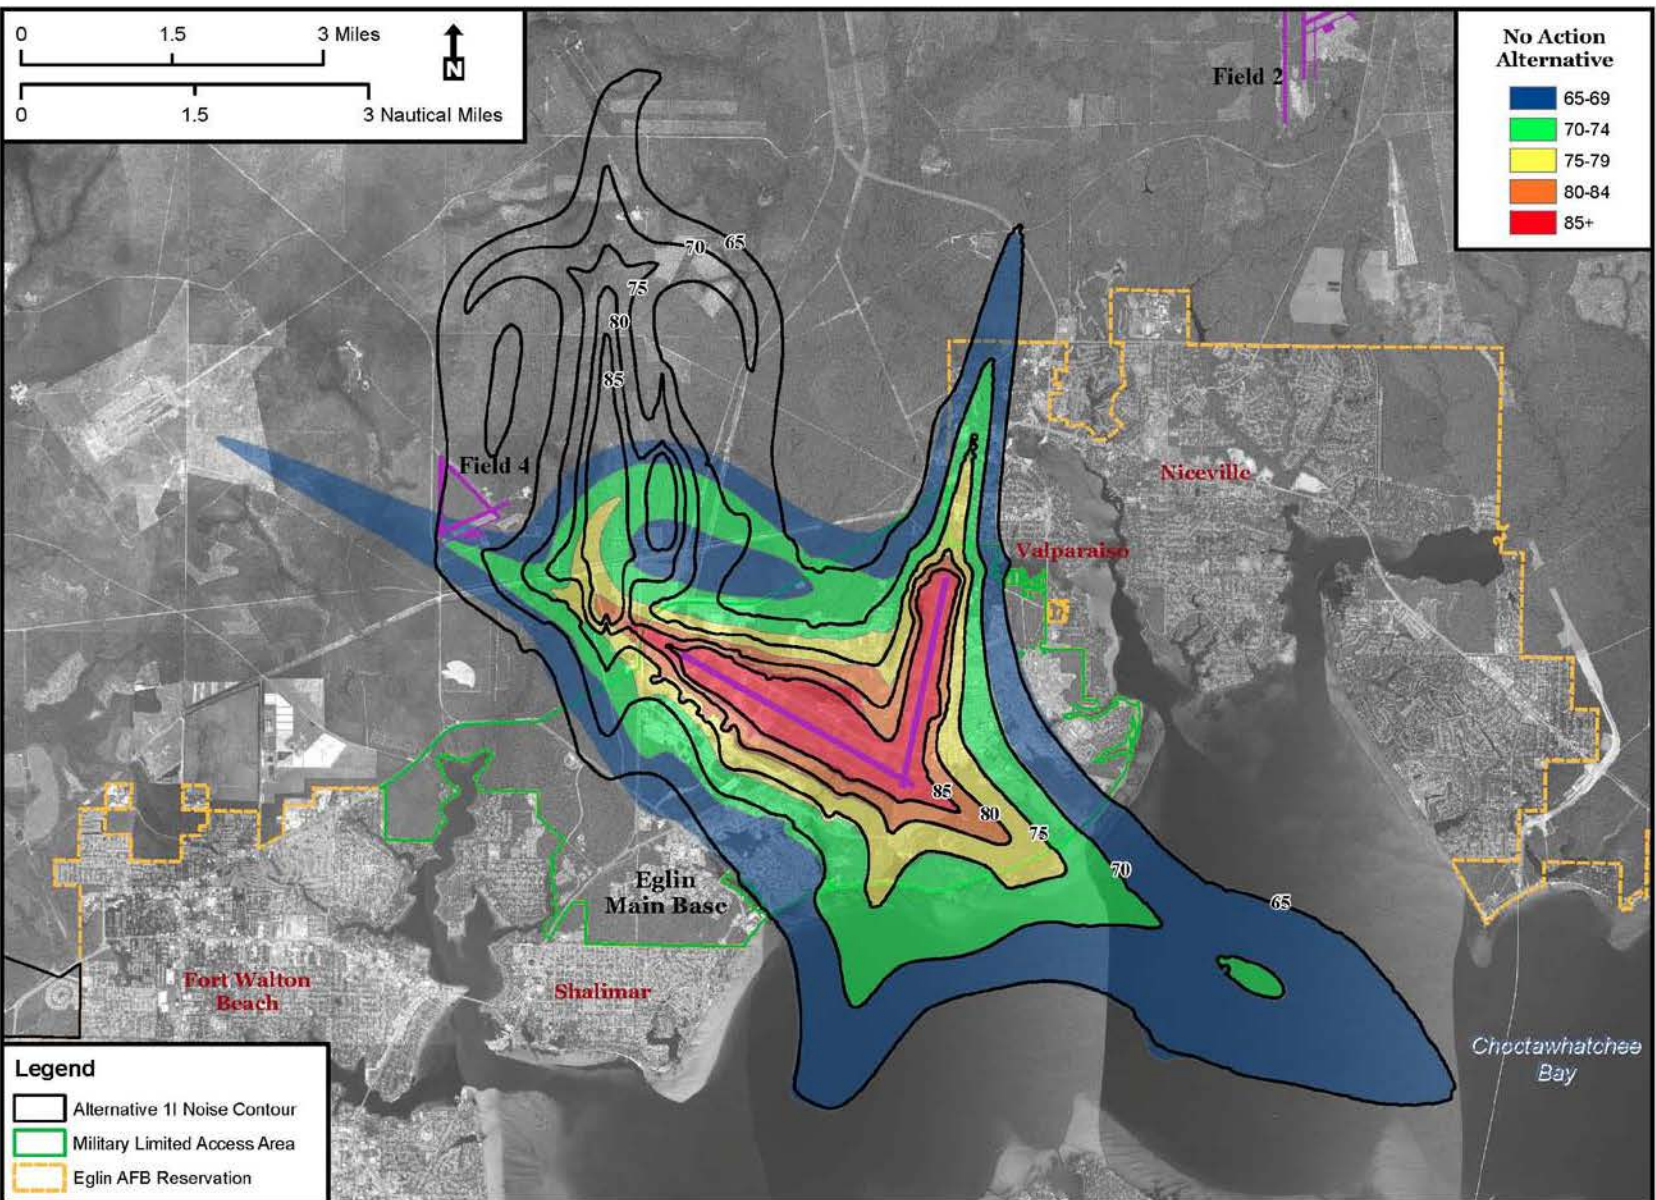 0 1.5 3 Miles
N
0 1.5 3 Nautical Miles
No Action
Alternative
65-69
70-74
75-79
80-84
85+
Field 2
70 65
75
80
85
Field 4
Niceville
Valparaiso
85
80
75
70
65
Eglin
Main Base
Fort Walton
Beach
Shalimar
Choctawhatchee
Bay
Legend
Alternative 1I Noise Contour
Military Limited Access Area
Eglin AFB Reservation